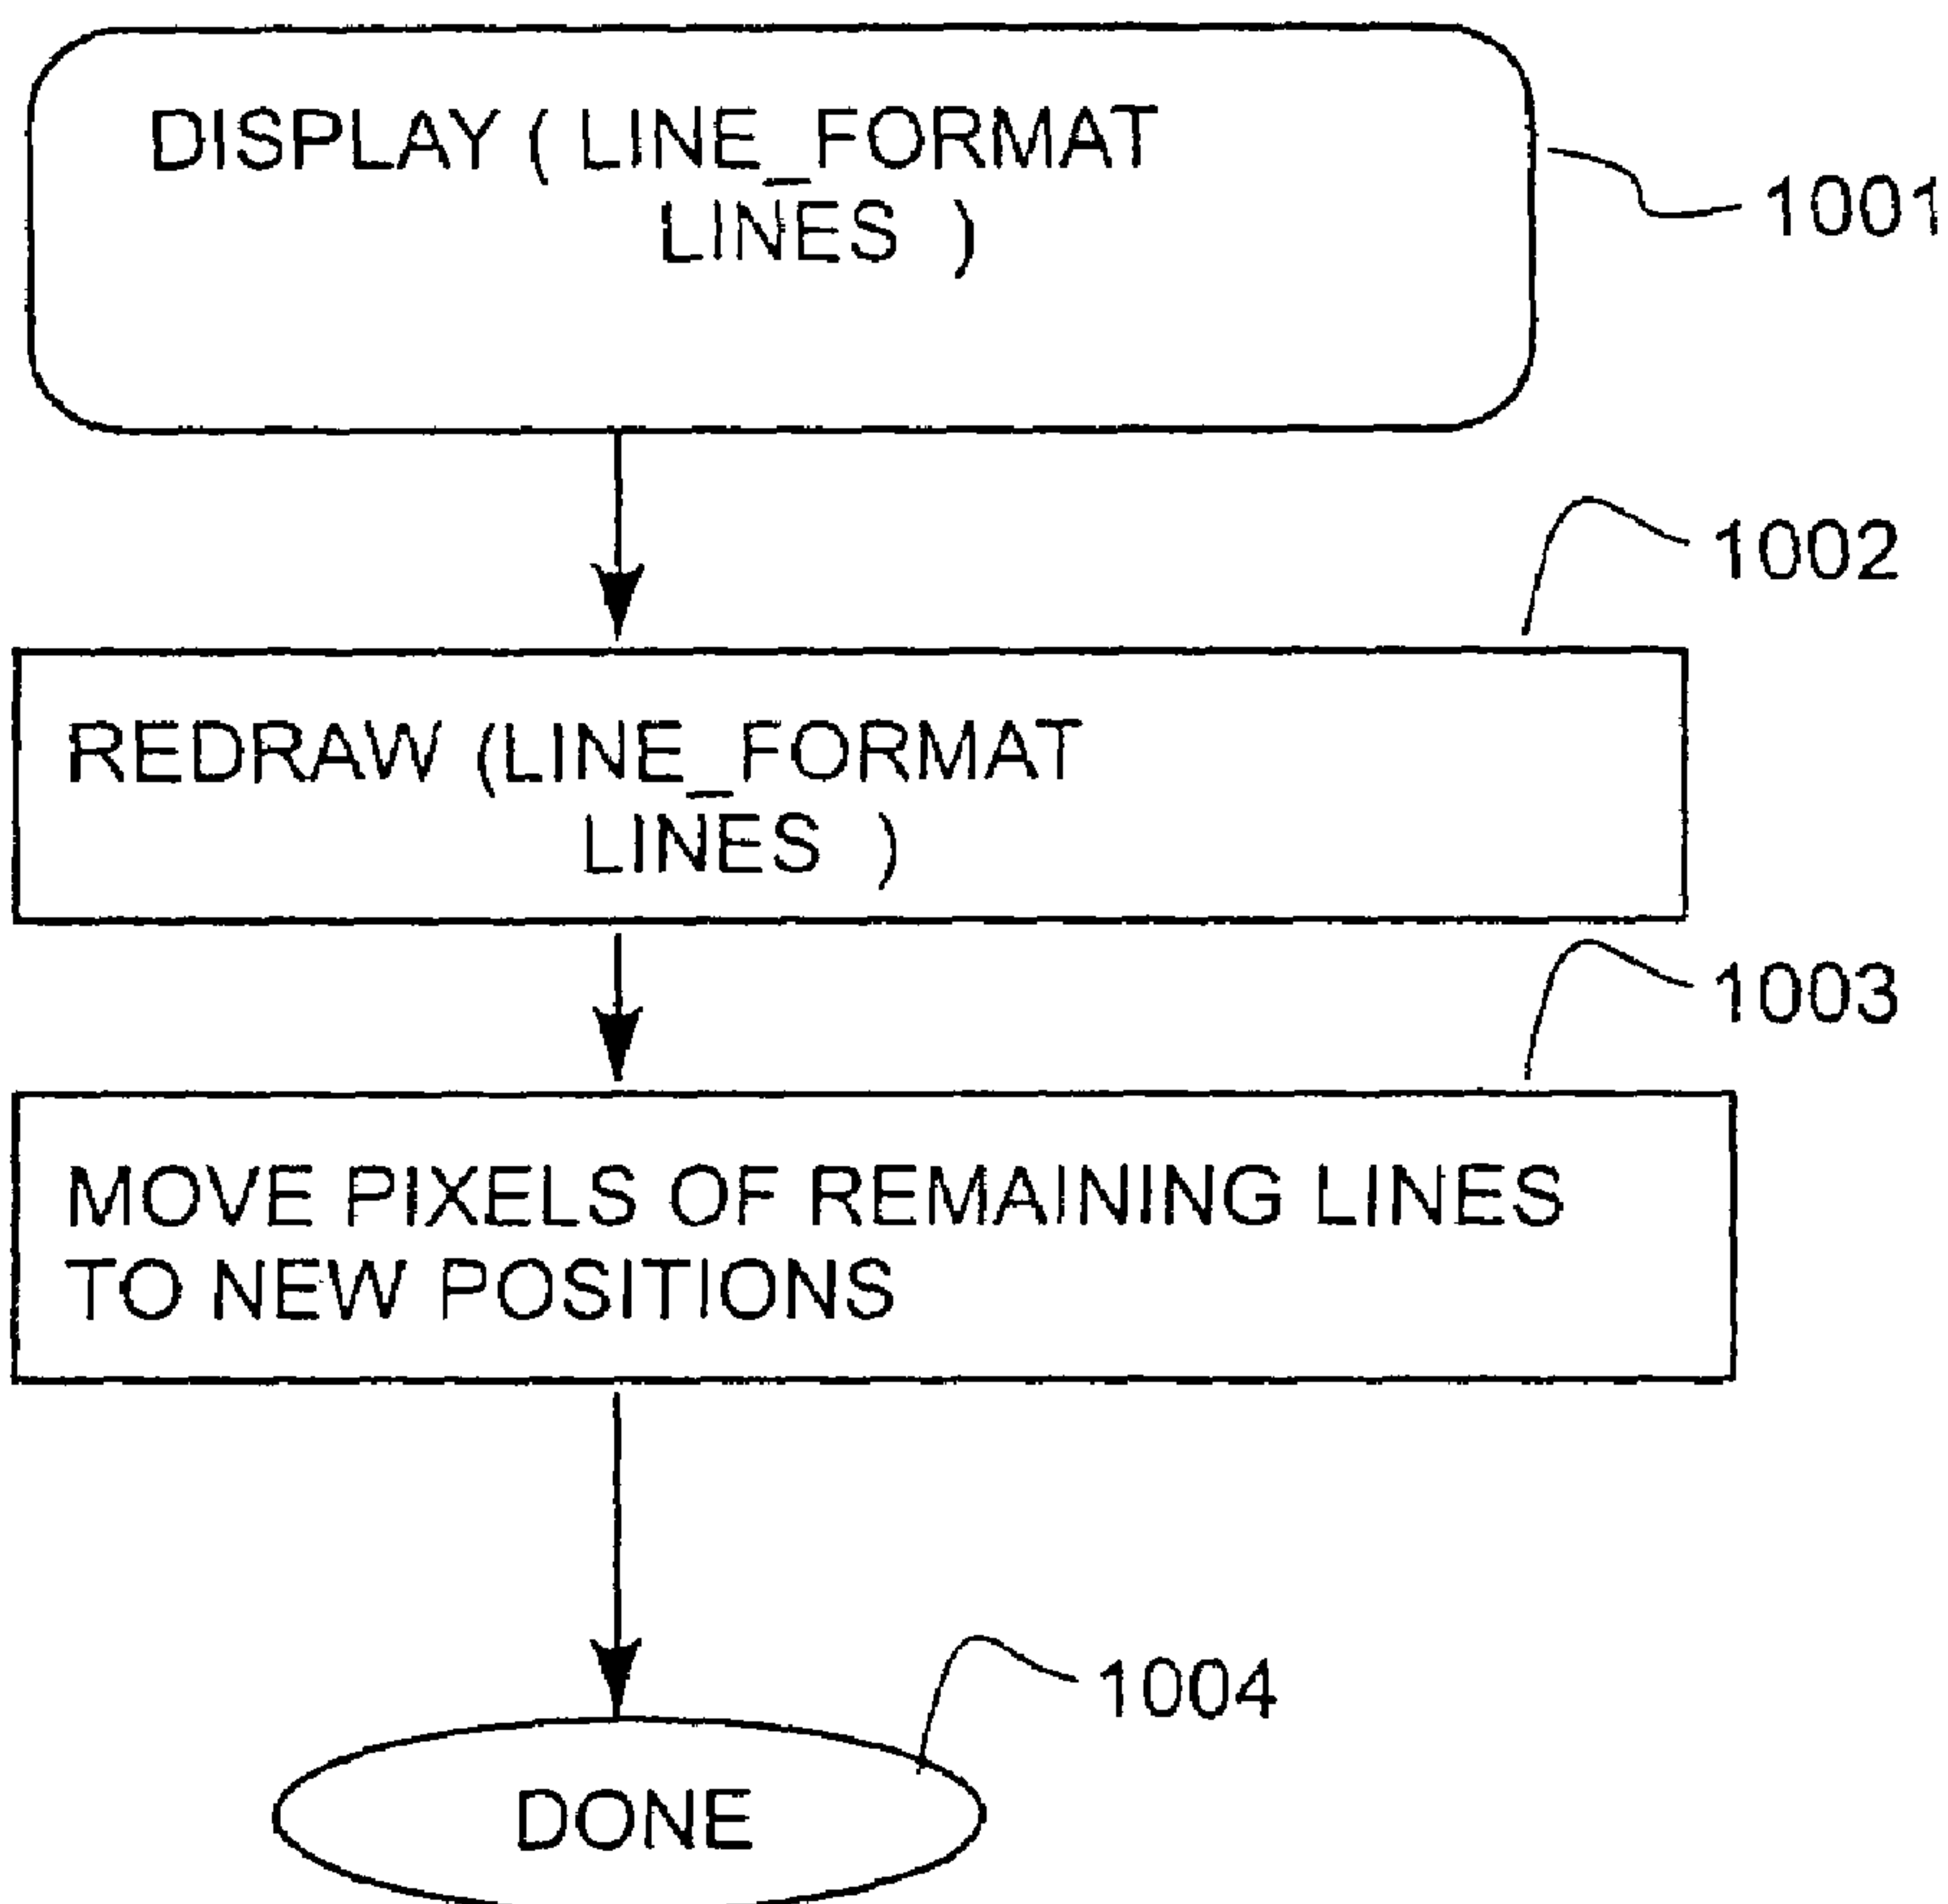 DISPLAY ( LINE_FORMAT
LINES )
1001
1002
REDRAW (LINE_FORMAT
LINES )
1003
MOVE PIXELS OF REMAINING LINES
TO NEW POSITIONS
1004
DONE